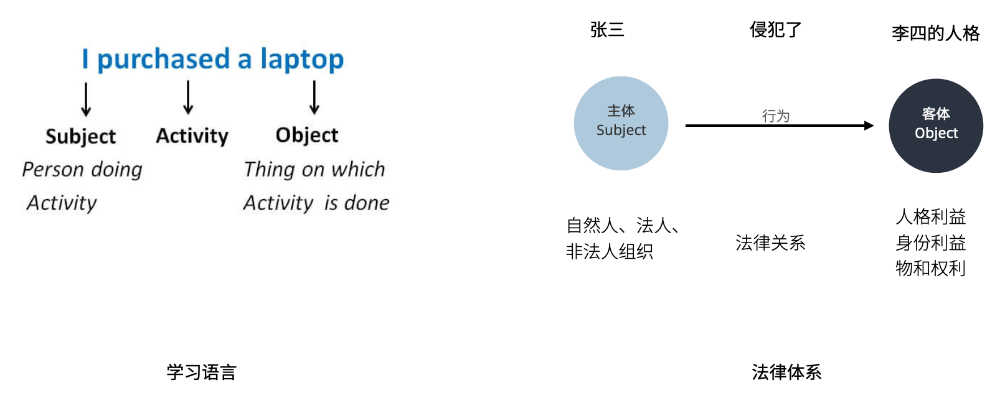 I purchased a laptop
Subject
Activity
Object
Person doing
Activity
Thing on which
Activity is done
学习语言
张三
侵犯了
李四的人格
主体
Subject
行为
客体
Object
自然人、法人、
非法人组织
法律关系
人格利益
身份利益
物和权利
法律体系